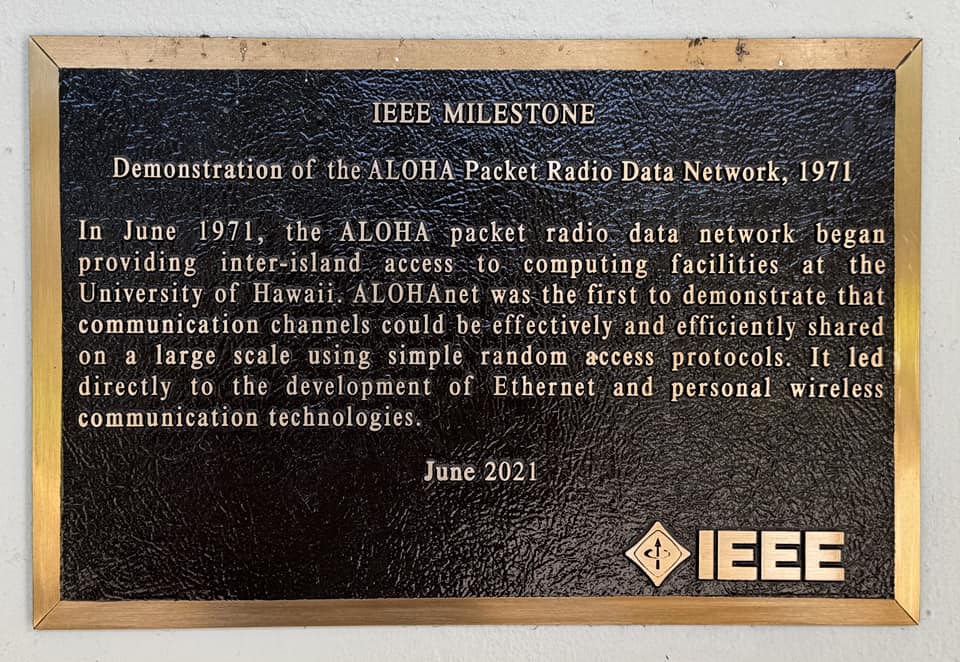 IEEE MILESTONE
Demonstration of the ALOHA Packet Radio Data Network, 1971
In June 1971, the ALOHA packet radio data network began
providing inter-island access to computing facilities at the
University of Hawaii. ALOHAnet was the first to demonstrate that
communication channels could be effectively and efficiently shared
on a large scale using simple random access protocols. It led
directly to the development of Ethernet and personal wireless
communication technologies.
June 2021
IEEE